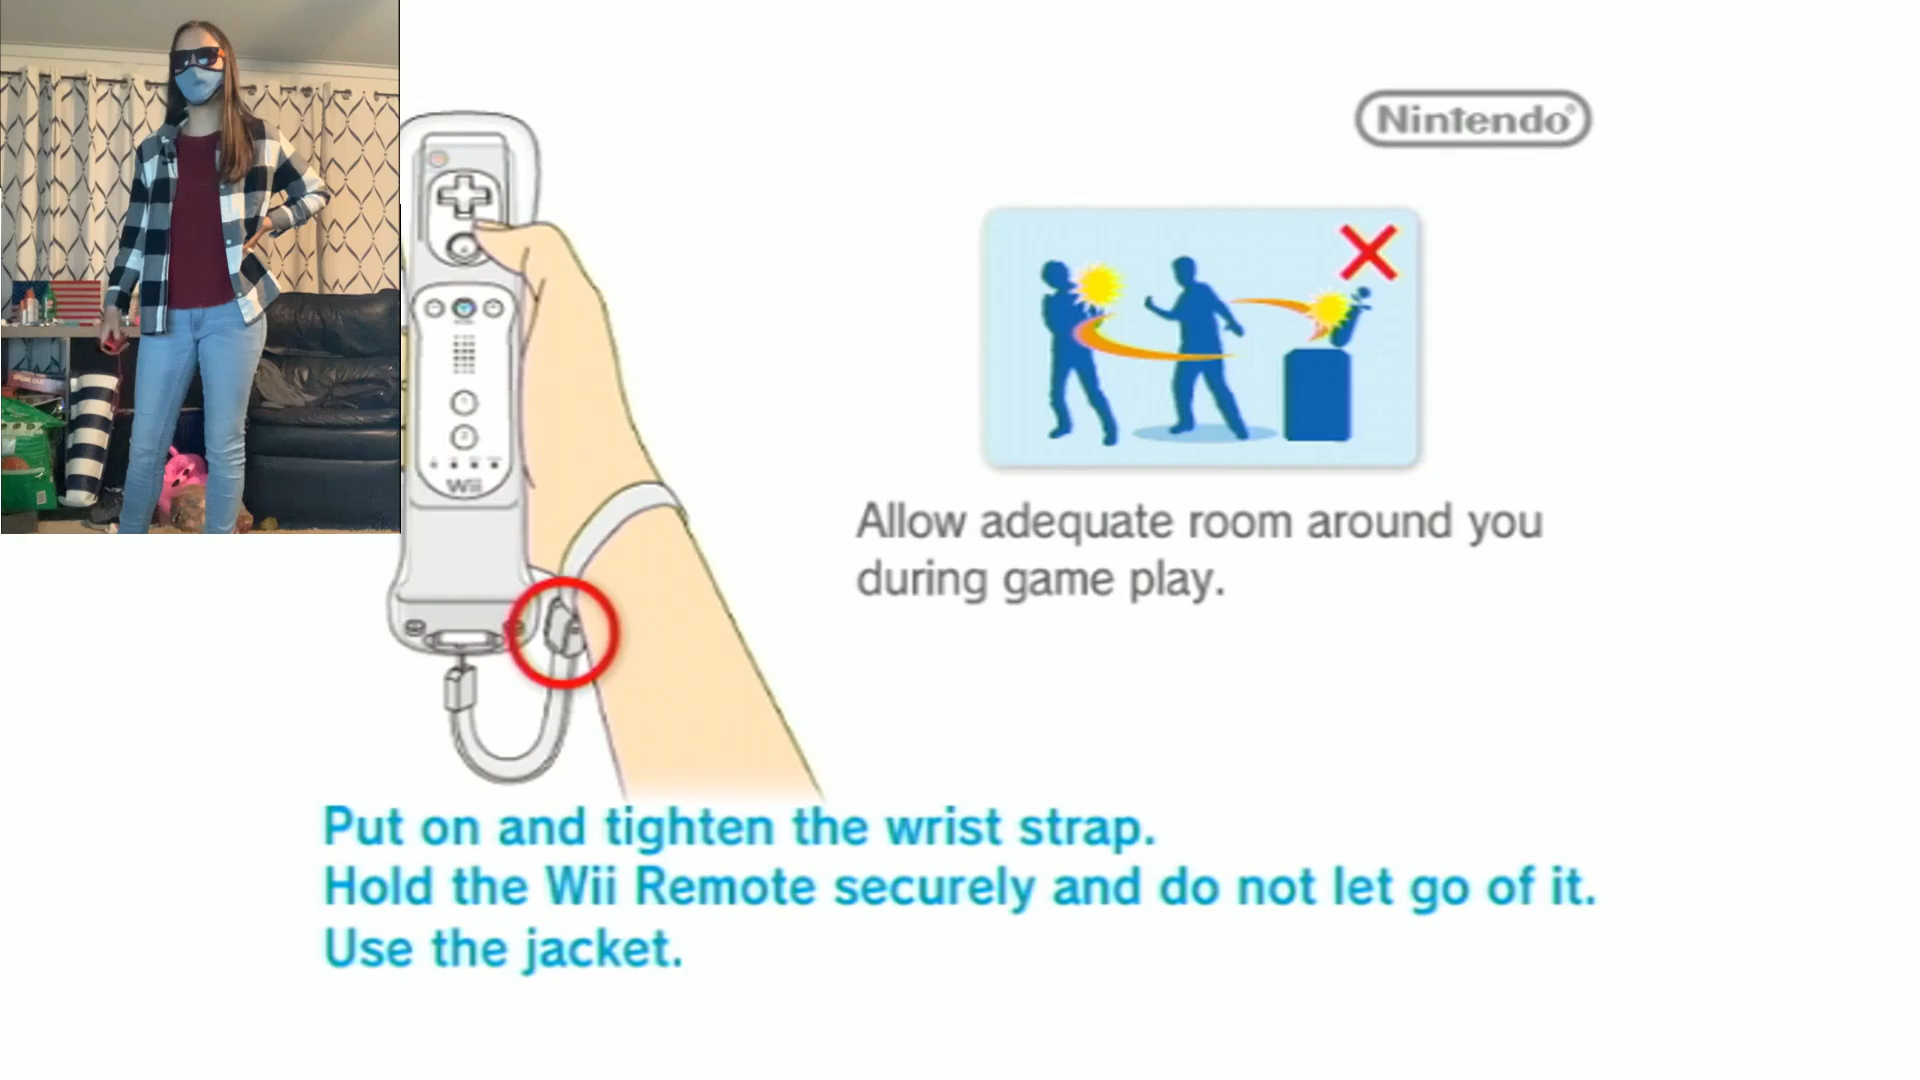 Nintendo®
Wii
Allow adequate room around you
during game play.
Put on and tighten the wrist strap.
Hold the Wii Remote securely and do not let go of it.
Use the jacket.